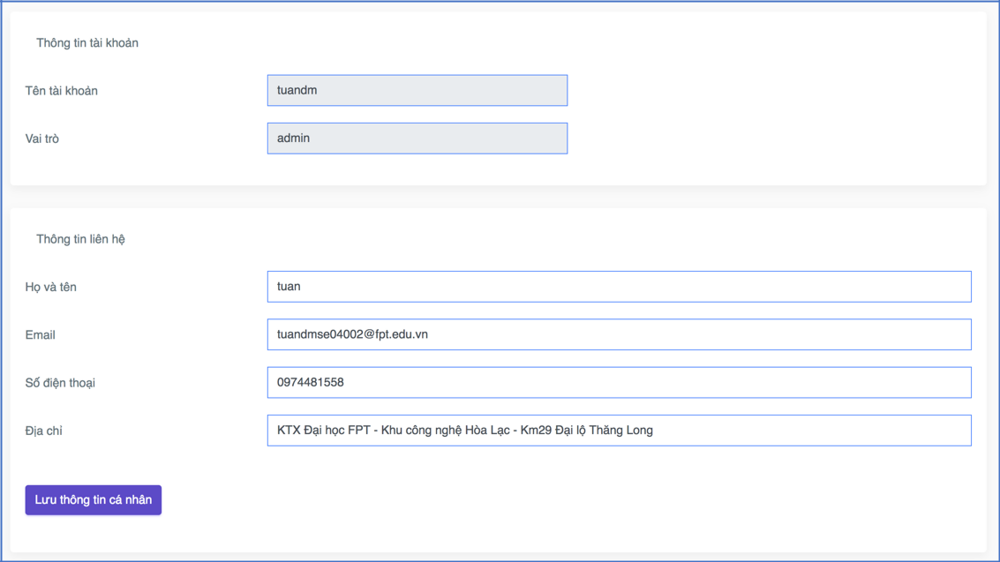 Thông tin tài khoản
Tên tài khoản tuandm
Vai trò admin
Thông tin liên hệ
Họ và tên tuan
Email tuandmse04002@fpt.edu.vn
Số điện thoại 0974481558
Địa chỉ KTX Đại học FPT - Khu công nghệ Hòa Lạc - Km29 Đại lộ Thăng Long
Lưu thông tin cá nhân